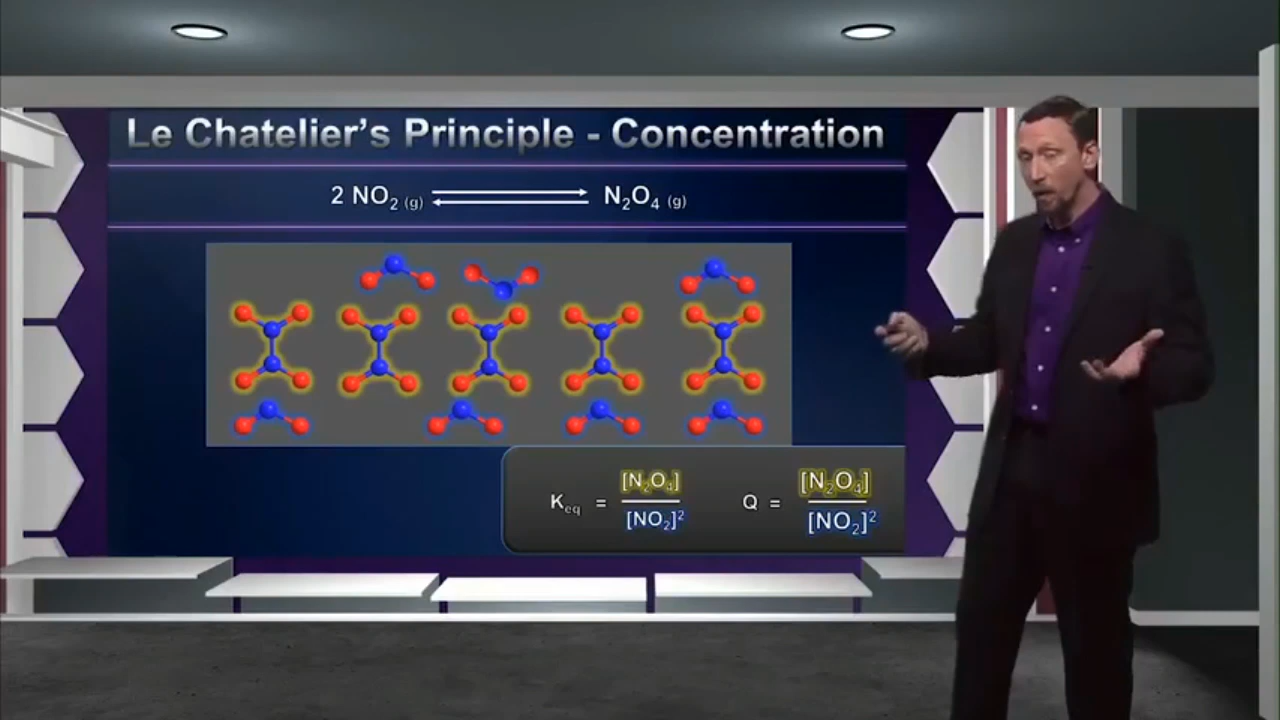 Le Chatelier’s Principle - Concentration
2 NO₂ (g) ⇌ N₂O₄ (g)
Keq = [N₂O₄] / [NO₂]² Q = [N₂O₄] / [NO₂]²